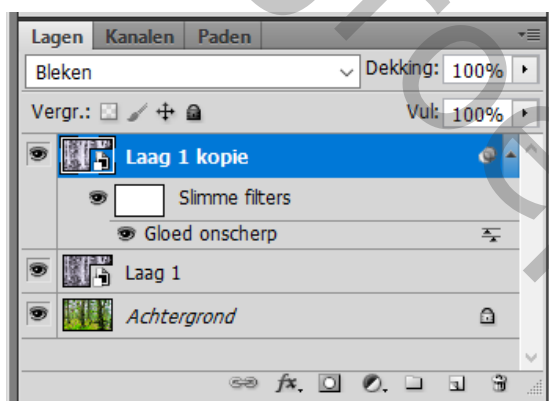 Lagen Kanalen Paden
Bleken Dekking: 100%
Vergr.: Vul: 100%
Laag 1 kopie
Slimme filters
Gloed onscherp
Laag 1
Achtergrond
fx.